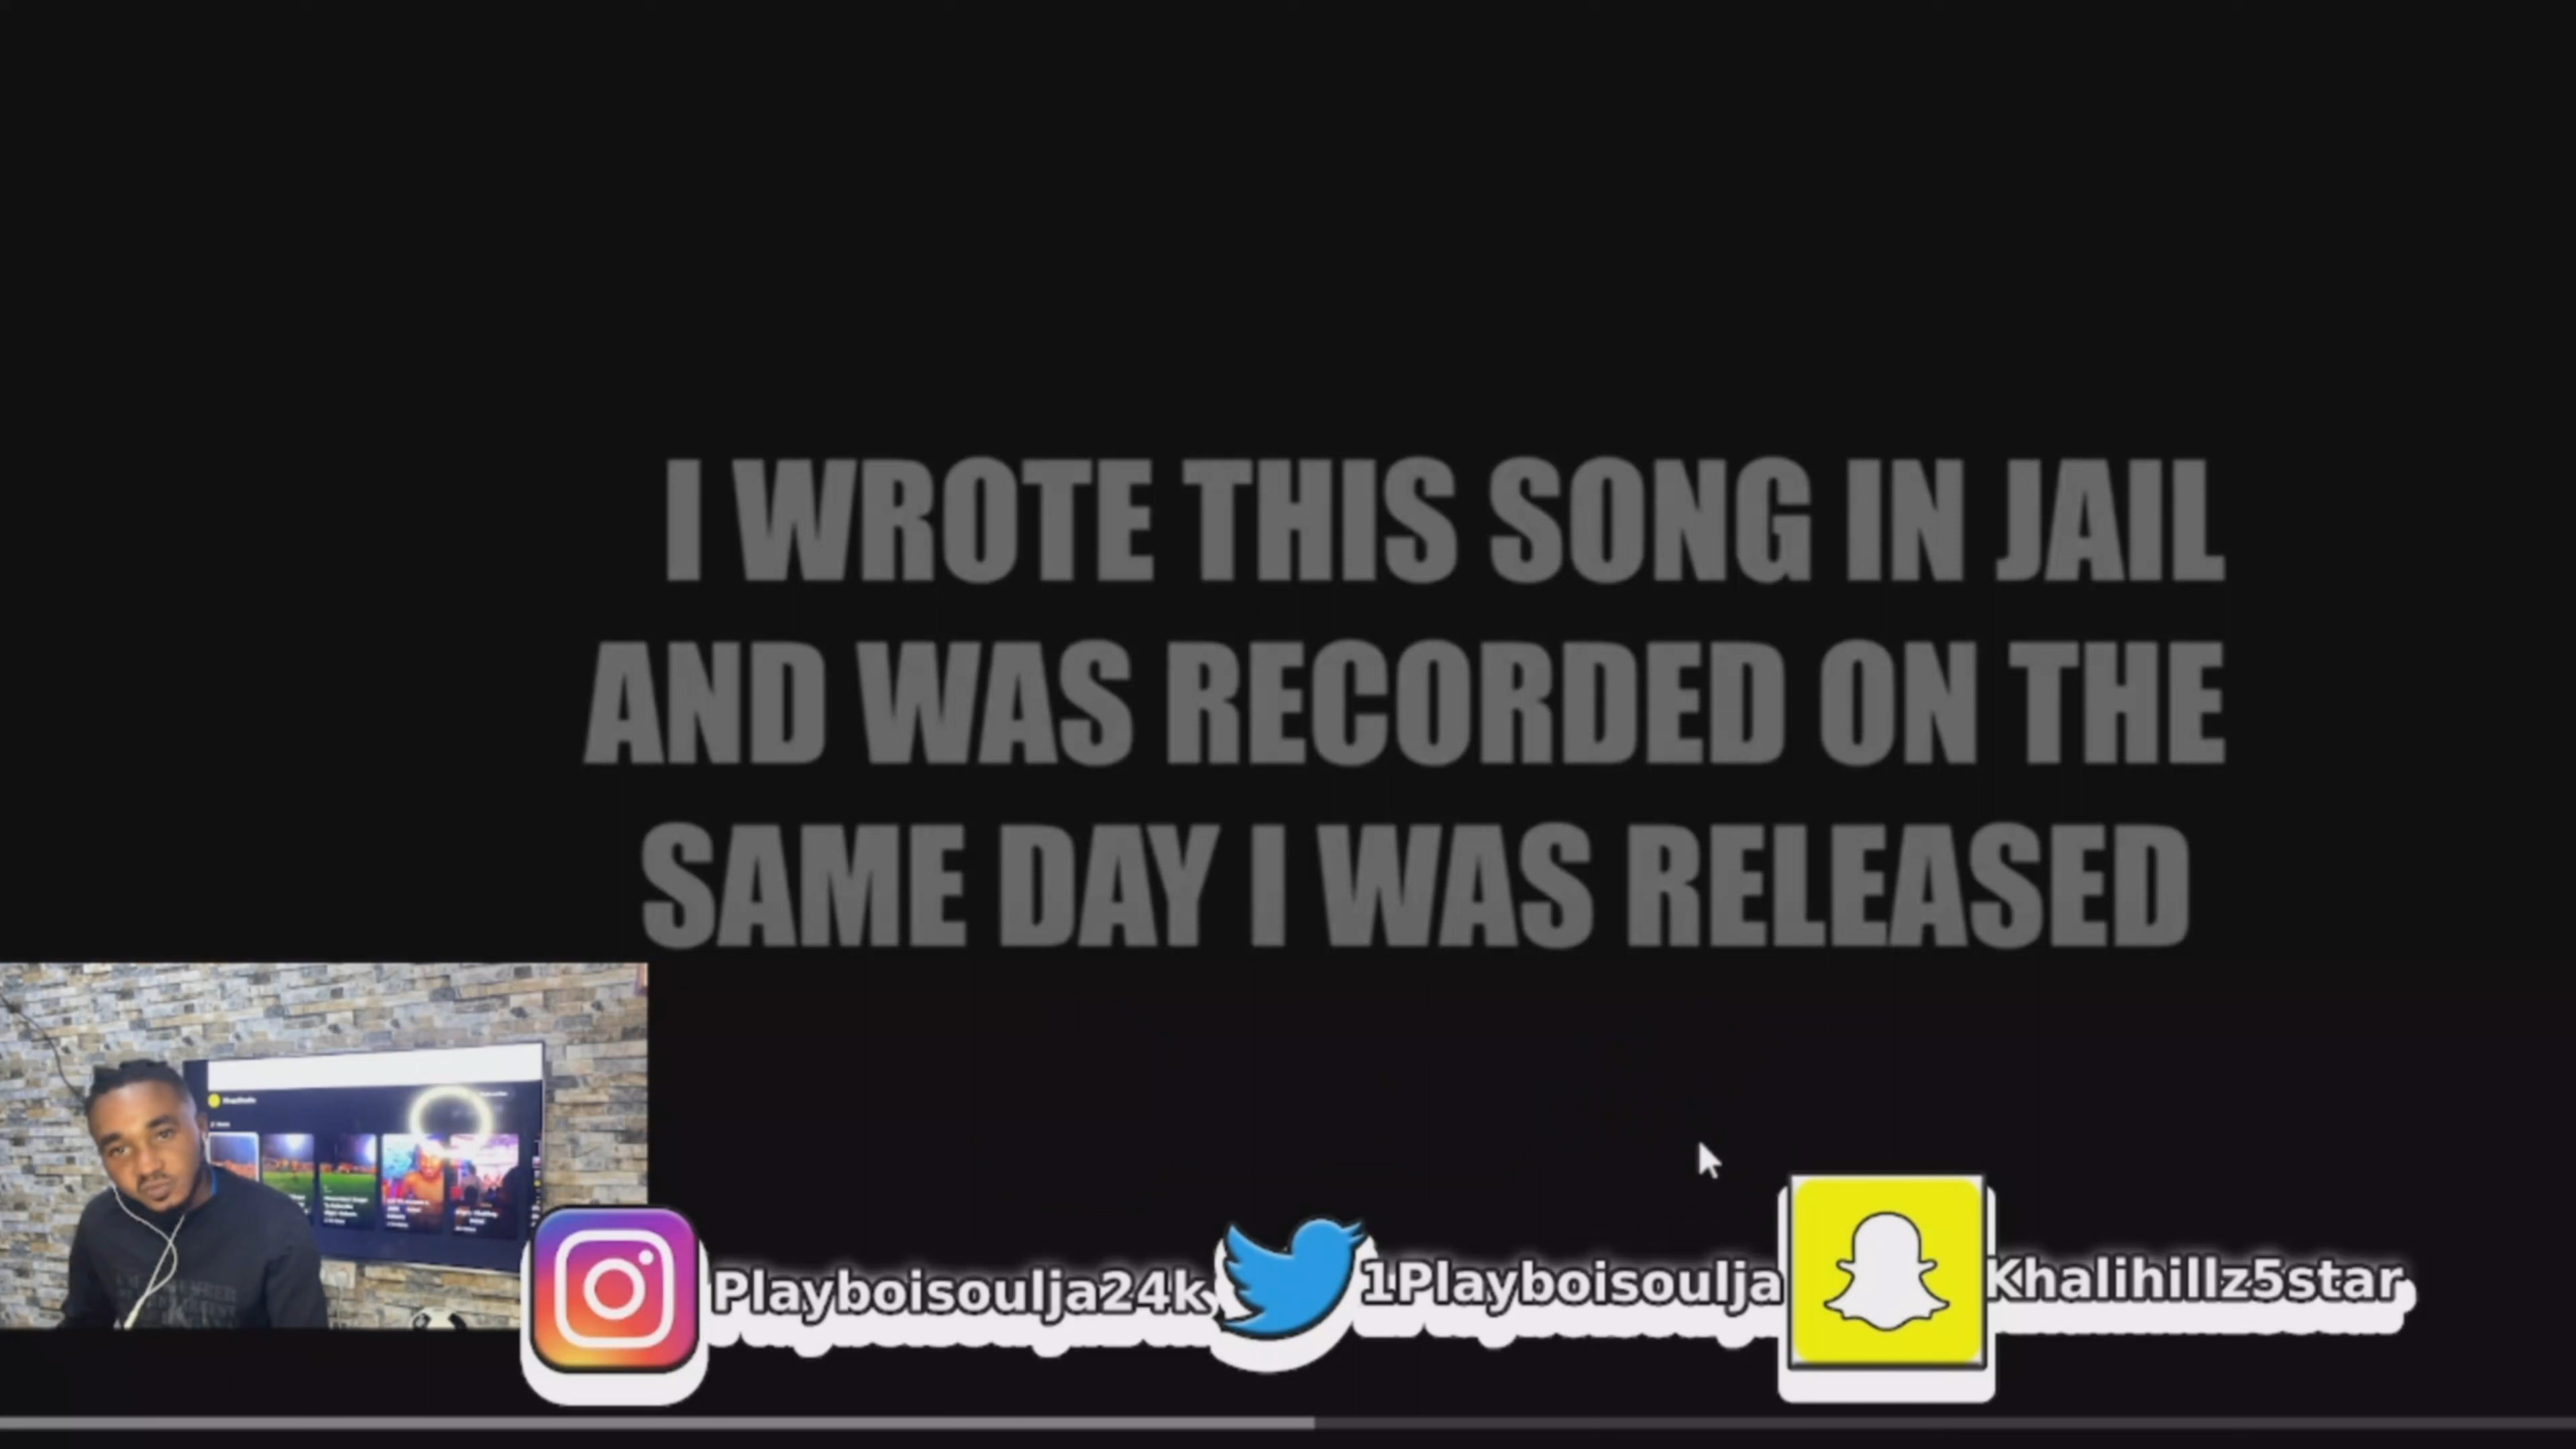 I WROTE THIS SONG IN JAIL
AND WAS RECORDED ON THE
SAME DAY I WAS RELEASED
Playboisoulja24k
1Playboisoulja
Khalihillz5star